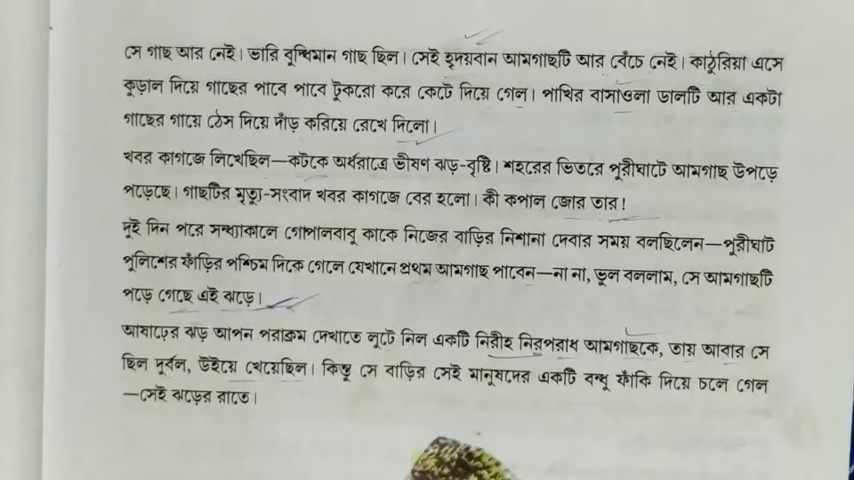 সে গাছ আর নেই। ভারি বুদ্ধিমান গাছ ছিল। সেই হৃদয়বান আমগাছটি আর বেঁচে নেই। কাঠুরিয়া এসে
কুড়াল দিয়ে গাছের পাবে পাবে টুকরো করে কেটে দিয়ে গেল। পাখির বাসাওলা ডালটি আর একটা
গাছের গায়ে ঠেস দিয়ে দাঁড় করিয়ে রেখে দিলো।
খবর কাগজে লিখেছিল—কটকে অর্ধরাত্রে ভীষণ ঝড়-বৃষ্টি। শহরের ভিতরে পুরীঘাটে আমগাছ উপড়ে
পড়েছে। গাছটির মৃত্যু-সংবাদ খবর কাগজে বের হলো। কী কপাল জোর তার!
দুই দিন পরে সন্ধ্যাকালে গোপালবাবু কাকে নিজের বাড়ির নিশানা দেবার সময় বলছিলেন—পুরীঘাট
পুলিশের ফাঁড়ির পশ্চিম দিকে গেলে যেখানে প্রথম আমগাছ পাবেন—না না, ভুল বললাম, সে আমগাছটি
পড়ে গেছে এই ঝড়ে।
আষাঢ়ের ঝড় আপন পরাক্রম দেখাতে লুটে নিল একটি নিরীহ নিরপরাধ আমগাছকে, তায় আবার সে
ছিল দুর্বল, উইয়ে খেয়েছিল। কিন্তু সে বাড়ির সেই মানুষদের একটি বন্ধু ফাঁকি দিয়ে চলে গেল
—সেই ঝড়ের রাতে।